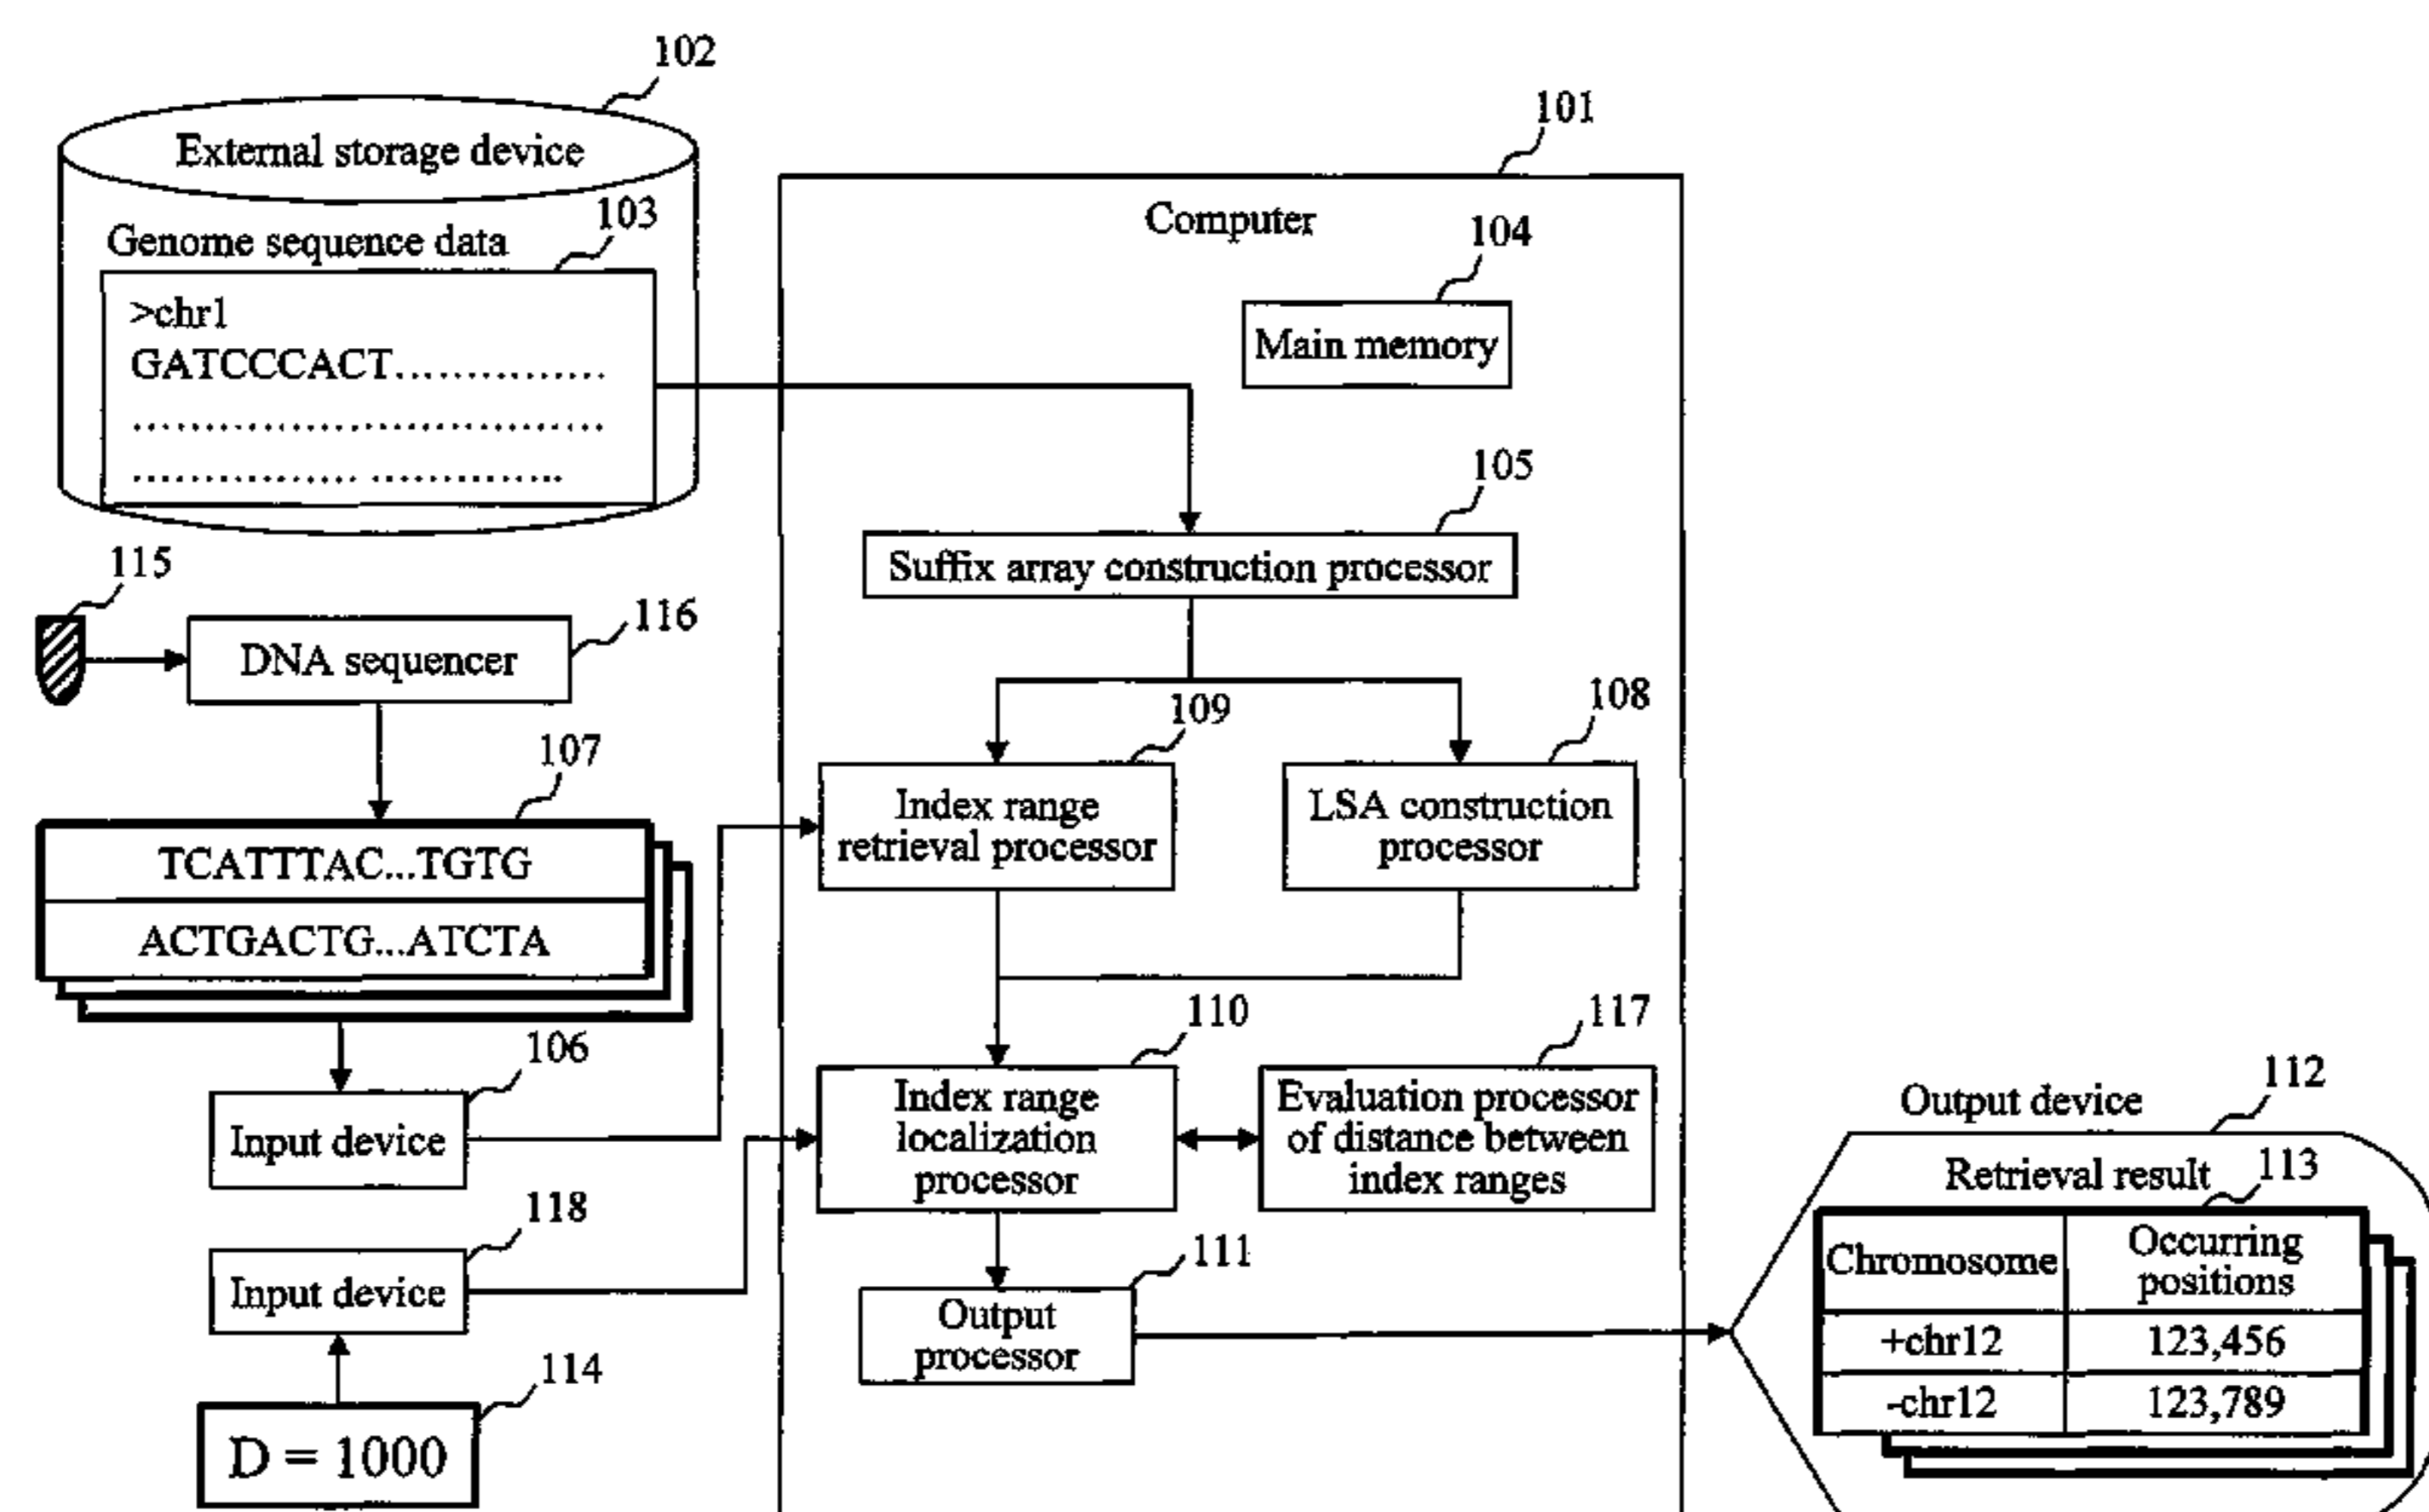 102
External storage device
103
Genome sequence data
>chr1
GATCCCACT...............
.................................
................ ..............
101
Computer
104
Main memory
105
Suffix array construction processor
115
116
DNA sequencer
107
TCATTTAC...TGTG
ACTGACTG...ATCTA
109
Index range
retrieval processor
108
LSA construction
processor
106
Input device
118
Input device
114
D = 1000
110
Index range
localization
processor
117
Evaluation processor
of distance between
index ranges
111
Output
processor
112
Output device
Retrieval result
113
Chromosome
Occurring
positions
+chr12
123,456
-chr12
123,789